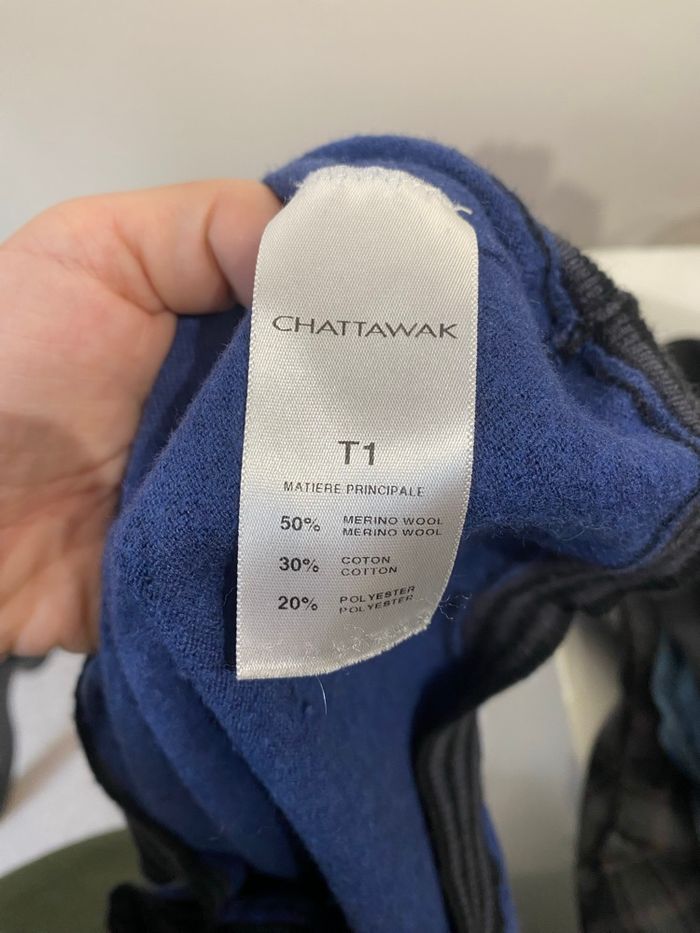 CHATTAWAK
T1
MATIERE PRINCIPALE
50% MERINO WOOL
MERINO WOOL
30% COTON
COTTON
20% POLYESTER
POLYESTER